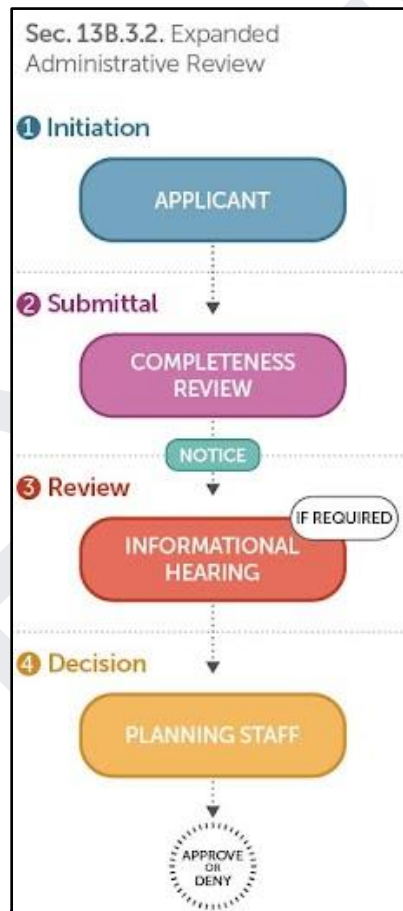 Sec. 13B.3.2. Expanded
Administrative Review
1 Initiation
APPLICANT
2 Submittal
COMPLETENESS
REVIEW
NOTICE
3 Review
IF REQUIRED
INFORMATIONAL
HEARING
4 Decision
PLANNING STAFF
APPROVE
OR
DENY